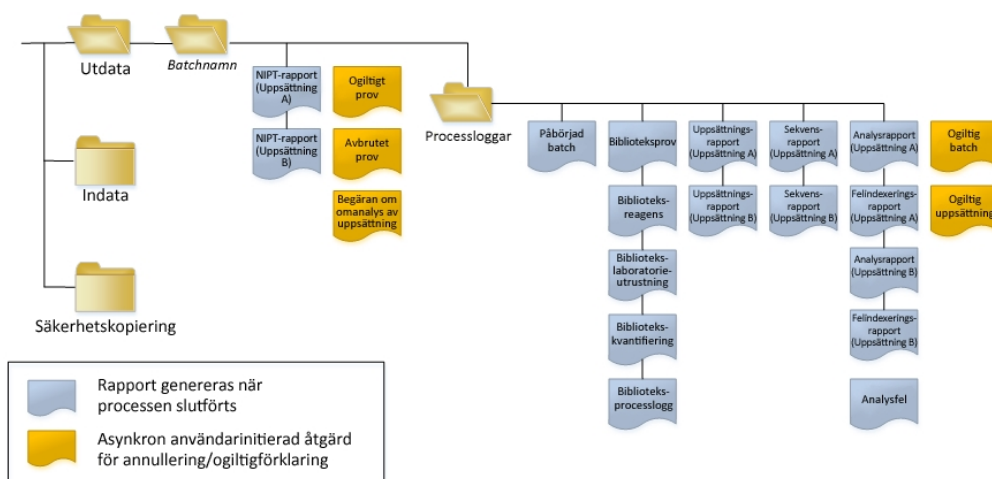 Utdata
Batchnamn
Indata
Säkerhetskopiering
NIPT-rapport
(Uppsättning
A)
NIPT-rapport
(Uppsättning
B)
Ogiltigt
prov
Avbrutet
prov
Begäran om
omanalys av
uppsättning
Processloggar
Påbörjad
batch
Biblioteksprov
Biblioteks-
reagens
Biblioteks-
laboratorie-
utrustning
Biblioteks-
kvantifiering
Biblioteks-
processlogg
Uppsättnings-
rapport
(Uppsättning A)
Uppsättnings-
rapport
(Uppsättning B)
Sekvens-
rapport
(Uppsättning A)
Sekvens-
rapport
(Uppsättning B)
Analysrapport
(Uppsättning A)
Felindexerings-
rapport
(Uppsättning A)
Analysrapport
(Uppsättning B)
Felindexerings-
rapport
(Uppsättning B)
Analysfel
Ogiltig
batch
Ogiltig
uppsättning
Rapport genereras när
processen slutförts
Asynkron användarinitierad åtgärd
för annullering/ogiltigförklaring